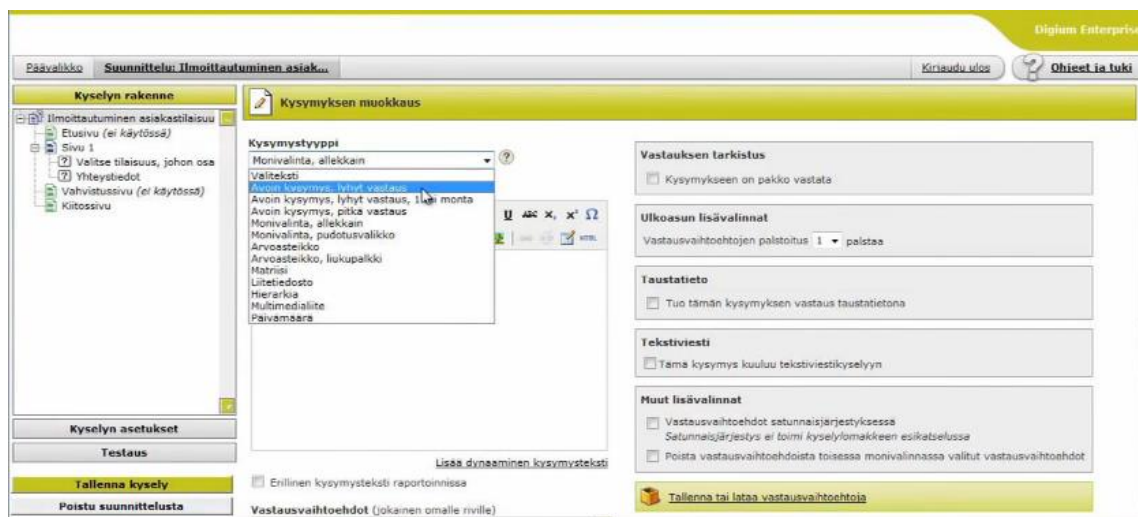 Digium Enterprise
Päävalikko
Suunnittelu: Ilmoittautuminen asiak...
Kirjaudu ulos
Ohjeet ja tuki
Kyselyn rakenne
Ilmoittautuminen asiakastilaisuu
Etusivu (ei käytössä)
Sivu 1
Valitse tilaisuus, johon osa
Yhteystiedot
Vahvistussivu (ei käytössä)
Kiitossivu
Kyselyn asetukset
Testaus
Tallenna kysely
Poistu suunnittelusta
Kysymyksen muokkaus
Kysymystyyppi
Monivalinta, allekkain
Väliteksti
Avoin kysymys, lyhyt vastaus
Avoin kysymys, lyhyt vastaus, 1 monta
Avoin kysymys, pitkä vastaus
Monivalinta, allekkain
Monivalinta, pudotusvalikko
Arvoasteikko
Arvoasteikko, liukupalkki
Matriisi
Liitetiedosto
Hierarkia
Multimedialiite
Päivämäärä
U ABC X, X² Ω
HTML
Lisää dynaaminen kysymysteksti
Erillinen kysymysteksti raportoinnissa
Vastausvaihtoehdot (jokainen omalle riville)
Vastauksen tarkistus
Kysymykseen on pakko vastata
Ulkoasun lisävalinnat
Vastausvaihtoehtojen palstoitus 1 palstaa
Taustatieto
Tuo tämän kysymyksen vastaus taustatietona
Tekstiviesti
Tämä kysymys kuuluu tekstiviestikyselyyn
Muut lisävalinnat
Vastausvaihtoehdot satunnaisjärjestyksessä
Satunnaisjärjestys ei toimi kyselylomakkeen esikatselussa
Poista vastausvaihtoehdoista toisessa monivalinnassa valitut vastausvaihtoehdot
Tallenna tai lataa vastausvaihtoehtoja